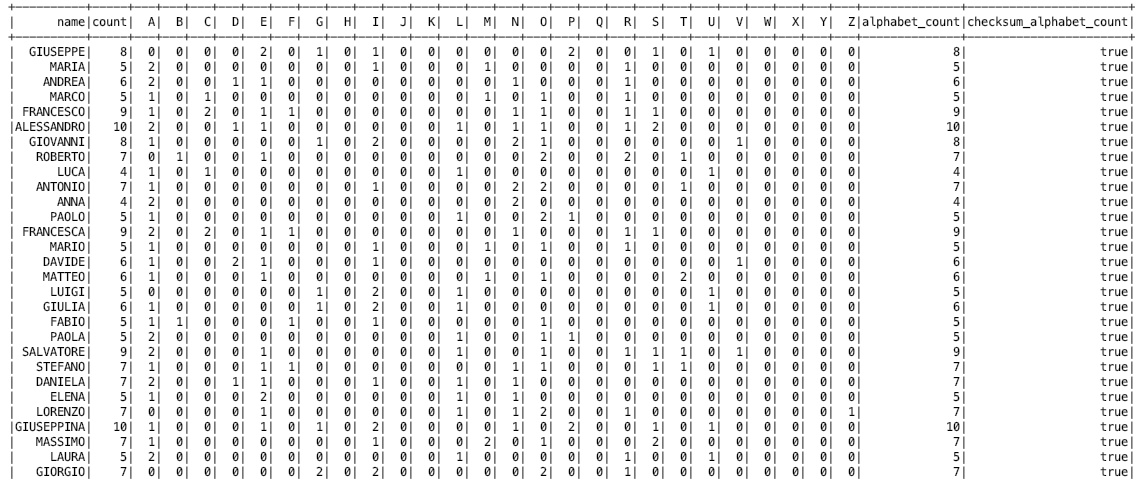 | name|count| A| B| C| D| E| F| G| H| I| J| K| L| M| N| O| P| Q| R| S| T| U| V| W| X| Y| Z|alphabet_count|checksum_alphabet_count|
| GIUSEPPE| 8| 0| 0| 0| 0| 2| 0| 1| 0| 1| 0| 0| 0| 0| 0| 0| 2| 0| 0| 1| 0| 1| 0| 0| 0| 0| 0| 8| true|
| MARIA| 5| 2| 0| 0| 0| 0| 0| 0| 0| 1| 0| 0| 0| 1| 0| 0| 0| 0| 1| 0| 0| 0| 0| 0| 0| 0| 0| 5| true|
| ANDREA| 6| 2| 0| 0| 1| 1| 0| 0| 0| 0| 0| 0| 0| 0| 1| 0| 0| 0| 1| 0| 0| 0| 0| 0| 0| 0| 0| 6| true|
| MARCO| 5| 1| 0| 1| 0| 0| 0| 0| 0| 0| 0| 0| 0| 1| 0| 1| 0| 0| 1| 0| 0| 0| 0| 0| 0| 0| 0| 5| true|
|FRANCESCO| 9| 1| 0| 2| 0| 1| 1| 0| 0| 0| 0| 0| 0| 0| 1| 1| 0| 0| 1| 1| 0| 0| 0| 0| 0| 0| 0| 9| true|
|ALESSANDRO| 10| 2| 0| 0| 1| 1| 0| 0| 0| 0| 0| 0| 1| 0| 1| 1| 0| 0| 1| 2| 0| 0| 0| 0| 0| 0| 0| 10| true|
| GIOVANNI| 8| 1| 0| 0| 0| 0| 0| 1| 0| 2| 0| 0| 0| 0| 2| 1| 0| 0| 0| 0| 0| 0| 1| 0| 0| 0| 0| 8| true|
| ROBERTO| 7| 0| 1| 0| 0| 1| 0| 0| 0| 0| 0| 0| 0| 0| 0| 2| 0| 0| 2| 0| 1| 0| 0| 0| 0| 0| 0| 7| true|
| LUCA| 4| 1| 0| 1| 0| 0| 0| 0| 0| 0| 0| 0| 1| 0| 0| 0| 0| 0| 0| 0| 0| 1| 0| 0| 0| 0| 0| 4| true|
| ANTONIO| 7| 1| 0| 0| 0| 0| 0| 0| 0| 1| 0| 0| 0| 0| 2| 2| 0| 0| 0| 0| 1| 0| 0| 0| 0| 0| 0| 7| true|
| ANNA| 4| 2| 0| 0| 0| 0| 0| 0| 0| 0| 0| 0| 0| 0| 2| 0| 0| 0| 0| 0| 0| 0| 0| 0| 0| 0| 0| 4| true|
| PAOLO| 5| 1| 0| 0| 0| 0| 0| 0| 0| 0| 0| 0| 1| 0| 0| 2| 1| 0| 0| 0| 0| 0| 0| 0| 0| 0| 0| 5| true|
| FRANCESCA| 9| 2| 0| 2| 0| 1| 1| 0| 0| 0| 0| 0| 0| 0| 1| 0| 0| 0| 1| 1| 0| 0| 0| 0| 0| 0| 0| 9| true|
| MARIO| 5| 1| 0| 0| 0| 0| 0| 0| 0| 1| 0| 0| 0| 1| 0| 1| 0| 0| 1| 0| 0| 0| 0| 0| 0| 0| 0| 5| true|
| DAVIDE| 6| 1| 0| 0| 2| 1| 0| 0| 0| 1| 0| 0| 0| 0| 0| 0| 0| 0| 0| 0| 0| 0| 1| 0| 0| 0| 0| 6| true|
| MATTEO| 6| 1| 0| 0| 0| 1| 0| 0| 0| 0| 0| 0| 0| 1| 0| 1| 0| 0| 0| 0| 2| 0| 0| 0| 0| 0| 0| 6| true|
| LUIGI| 5| 0| 0| 0| 0| 0| 0| 1| 0| 2| 0| 0| 1| 0| 0| 0| 0| 0| 0| 0| 0| 1| 0| 0| 0| 0| 0| 5| true|
| GIULIA| 6| 1| 0| 0| 0| 0| 0| 1| 0| 2| 0| 0| 1| 0| 0| 0| 0| 0| 0| 0| 0| 1| 0| 0| 0| 0| 0| 6| true|
| FABIO| 5| 1| 1| 0| 0| 0| 1| 0| 0| 1| 0| 0| 0| 0| 0| 1| 0| 0| 0| 0| 0| 0| 0| 0| 0| 0| 0| 5| true|
| PAOLA| 5| 2| 0| 0| 0| 0| 0| 0| 0| 0| 0| 0| 1| 0| 0| 1| 1| 0| 0| 0| 0| 0| 0| 0| 0| 0| 0| 5| true|
| SALVATORE| 9| 2| 0| 0| 0| 1| 0| 0| 0| 0| 0| 0| 1| 0| 0| 1| 0| 0| 1| 1| 1| 0| 1| 0| 0| 0| 0| 9| true|
| STEFANO| 7| 1| 0| 0| 0| 1| 1| 0| 0| 0| 0| 0| 0| 0| 1| 1| 0| 0| 0| 1| 1| 0| 0| 0| 0| 0| 0| 7| true|
| DANIELA| 7| 2| 0| 0| 1| 1| 0| 0| 0| 1| 0| 0| 1| 0| 1| 0| 0| 0| 0| 0| 0| 0| 0| 0| 0| 0| 0| 7| true|
| ELENA| 5| 1| 0| 0| 0| 2| 0| 0| 0| 0| 0| 0| 1| 0| 1| 0| 0| 0| 0| 0| 0| 0| 0| 0| 0| 0| 0| 5| true|
| LORENZO| 7| 0| 0| 0| 0| 1| 0| 0| 0| 0| 0| 0| 1| 0| 1| 2| 0| 0| 1| 0| 0| 0| 0| 0| 0| 0| 1| 7| true|
|GIUSEPPINA| 10| 1| 0| 0| 0| 1| 0| 1| 0| 2| 0| 0| 0| 0| 1| 0| 2| 0| 0| 1| 0| 1| 0| 0| 0| 0| 0| 10| true|
| MASSIMO| 7| 1| 0| 0| 0| 0| 0| 0| 0| 1| 0| 0| 0| 2| 0| 1| 0| 0| 0| 2| 0| 0| 0| 0| 0| 0| 0| 7| true|
| LAURA| 5| 2| 0| 0| 0| 0| 0| 0| 0| 0| 0| 0| 1| 0| 0| 0| 0| 0| 1| 0| 0| 1| 0| 0| 0| 0| 0| 5| true|
| GIORGIO| 7| 0| 0| 0| 0| 0| 0| 2| 0| 2| 0| 0| 0| 0| 0| 2| 0| 0| 1| 0| 0| 0| 0| 0| 0| 0| 0| 7| true|